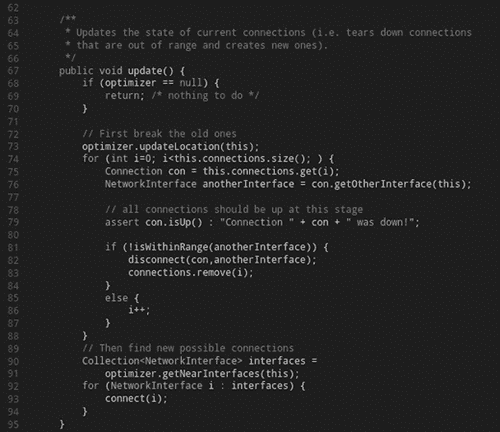 62
63 /**
64 * Updates the state of current connections (i.e. tears down connections
65 * that are out of range and creates new ones).
66 */
67 public void update() {
68 if (optimizer == null) {
69 return; /* nothing to do */
70 }
71
72 // First break the old ones
73 optimizer.updateLocation(this);
74 for (int i=0; i<this.connections.size(); ) {
75 Connection con = this.connections.get(i);
76 NetworkInterface anotherInterface = con.getOtherInterface(this);
77
78 // all connections should be up at this stage
79 assert con.isUp() : "Connection " + con + " was down!";
80
81 if (!isWithinRange(anotherInterface)) {
82 disconnect(con,anotherInterface);
83 connections.remove(i);
84 }
85 else {
86 i++;
87 }
88 }
89 // Then find new possible connections
90 Collection<NetworkInterface> interfaces =
91 optimizer.getNearInterfaces(this);
92 for (NetworkInterface i : interfaces) {
93 connect(i);
94 }
95 }